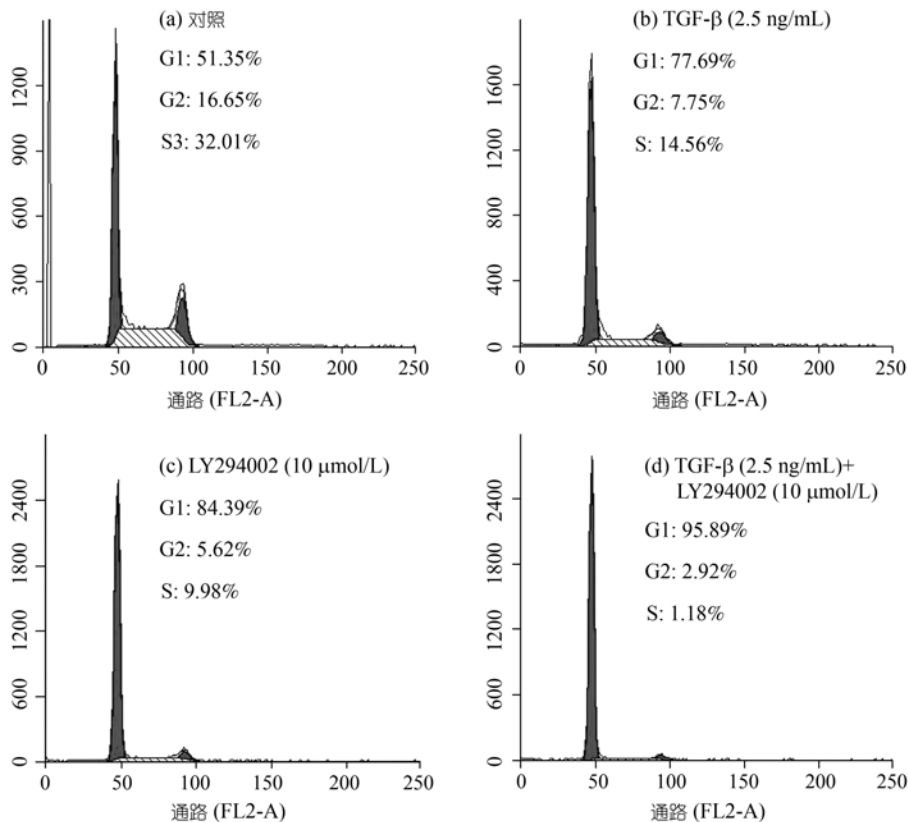 (a) 对照
G1: 51.35%
G2: 16.65%
S3: 32.01%
1200
900
600
300
0
0
50
100
150
200
250
通路 (FL2-A)
(b) TGF-β (2.5 ng/mL)
G1: 77.69%
G2: 7.75%
S: 14.56%
1600
1200
800
400
0
0
50
100
150
200
250
通路 (FL2-A)
(c) LY294002 (10 μmol/L)
G1: 84.39%
G2: 5.62%
S: 9.98%
2400
1800
1200
600
0
0
50
100
150
200
250
通路 (FL2-A)
(d) TGF-β (2.5 ng/mL)+
LY294002 (10 μmol/L)
G1: 95.89%
G2: 2.92%
S: 1.18%
2400
1800
1200
600
0
0
50
100
150
200
250
通路 (FL2-A)